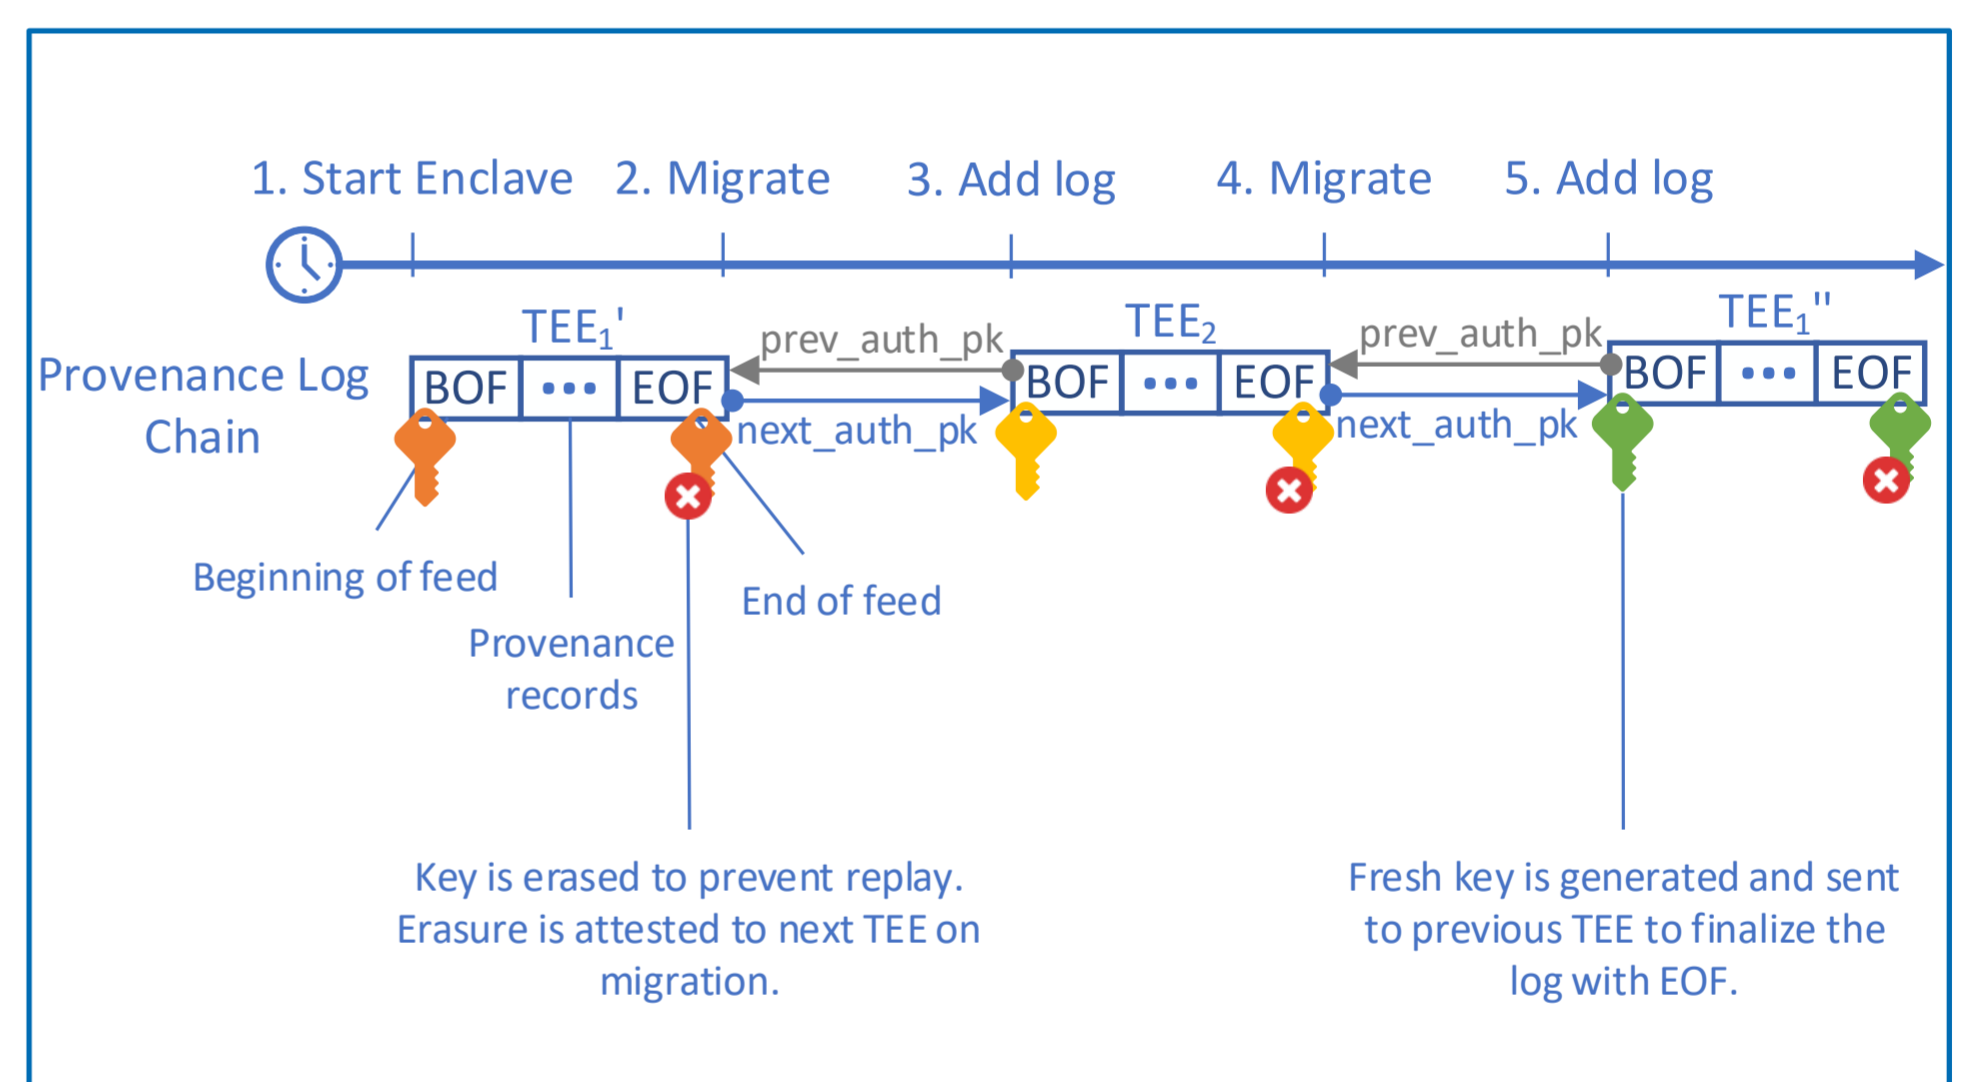 1. Start Enclave 2. Migrate 3. Add log 4. Migrate 5. Add log
TEE₁' TEE₂ TEE₁"
prev_auth_pk prev_auth_pk
Provenance Log
Chain
BOF ... EOF BOF ... EOF BOF ... EOF
next_auth_pk next_auth_pk
Beginning of feed
End of feed
Provenance
records
Key is erased to prevent replay.
Erasure is attested to next TEE on
migration.
Fresh key is generated and sent
to previous TEE to finalize the
log with EOF.